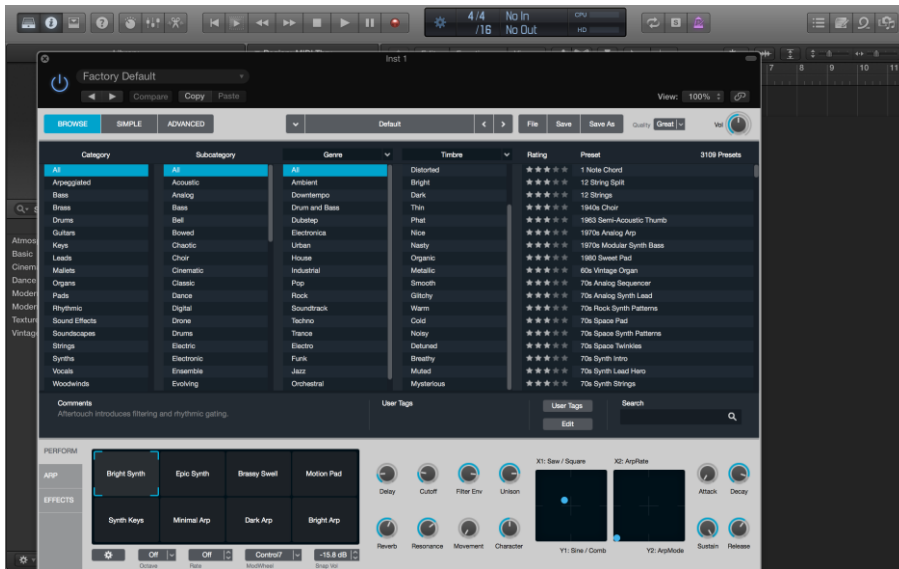 4/4 No In CPU
/16 No Out HD
Inst 1
7 8 9 10 11
Factory Default
Compare Copy Paste View: 100%
BROWSE SIMPLE ADVANCED Default File Save Save As Quality Great Vol
Category Subcategory Genre Timbre Rating Preset 3109 Presets
All All All Distorted 1 Note Chord
Arpeggiated Acoustic Ambient Bright 12 String Split
Bass Analog Downtempo Dark 12 Strings
Brass Bass Drum and Bass Thin 1940s Choir
Drums Bell Dubstep Phat 1963 Semi-Acoustic Thumb
Guitars Bowed Electronica Nice 1970s Analog Arp
Keys Chaotic Urban Nasty 1970s Modular Synth Bass
Leads Choir House Organic 1980 Sweet Pad
Mallets Cinematic Industrial Metallic 60s Vintage Organ
Organs Classic Pop Smooth 70s Analog Sequencer
Pads Dance Rock Glitchy 70s Analog Synth Lead
Rhythmic Digital Soundtrack Warm 70s Rock Synth Patterns
Sound Effects Drone Techno Cold 70s Space Pad
Soundscapes Drums Trance Noisy 70s Space Synth Patterns
Strings Electric Electro Detuned 70s Space Twinkies
Synths Electronic Funk Breathy 70s Synth Intro
Vocals Ensemble Jazz Muted 70s Synth Lead Hero
Woodwinds Evolving Orchestral Mysterious 70s Synth Strings
Atmos
Basic
Cinem
Dance
Moder
Moder
Texture
Vintag
Comments User Tags User Tags Search
Aftertouch introduces filtering and rhythmic gating.
Edit
PERFORM
ARP
EFFECTS
Bright Synth Epic Synth Brassy Swell Motion Pad
Synth Keys Minimal Arp Dark Arp Bright Arp
Off Off Control7 -15.8 dB
Octave Rate ModWheel Snap Vol
Delay Cutoff Filter Env Unison
Reverb Resonance Movement Character
X1: Saw / Square X2: ArpRate
Y1: Sine / Comb Y2: ArpMode
Attack Decay
Sustain Release